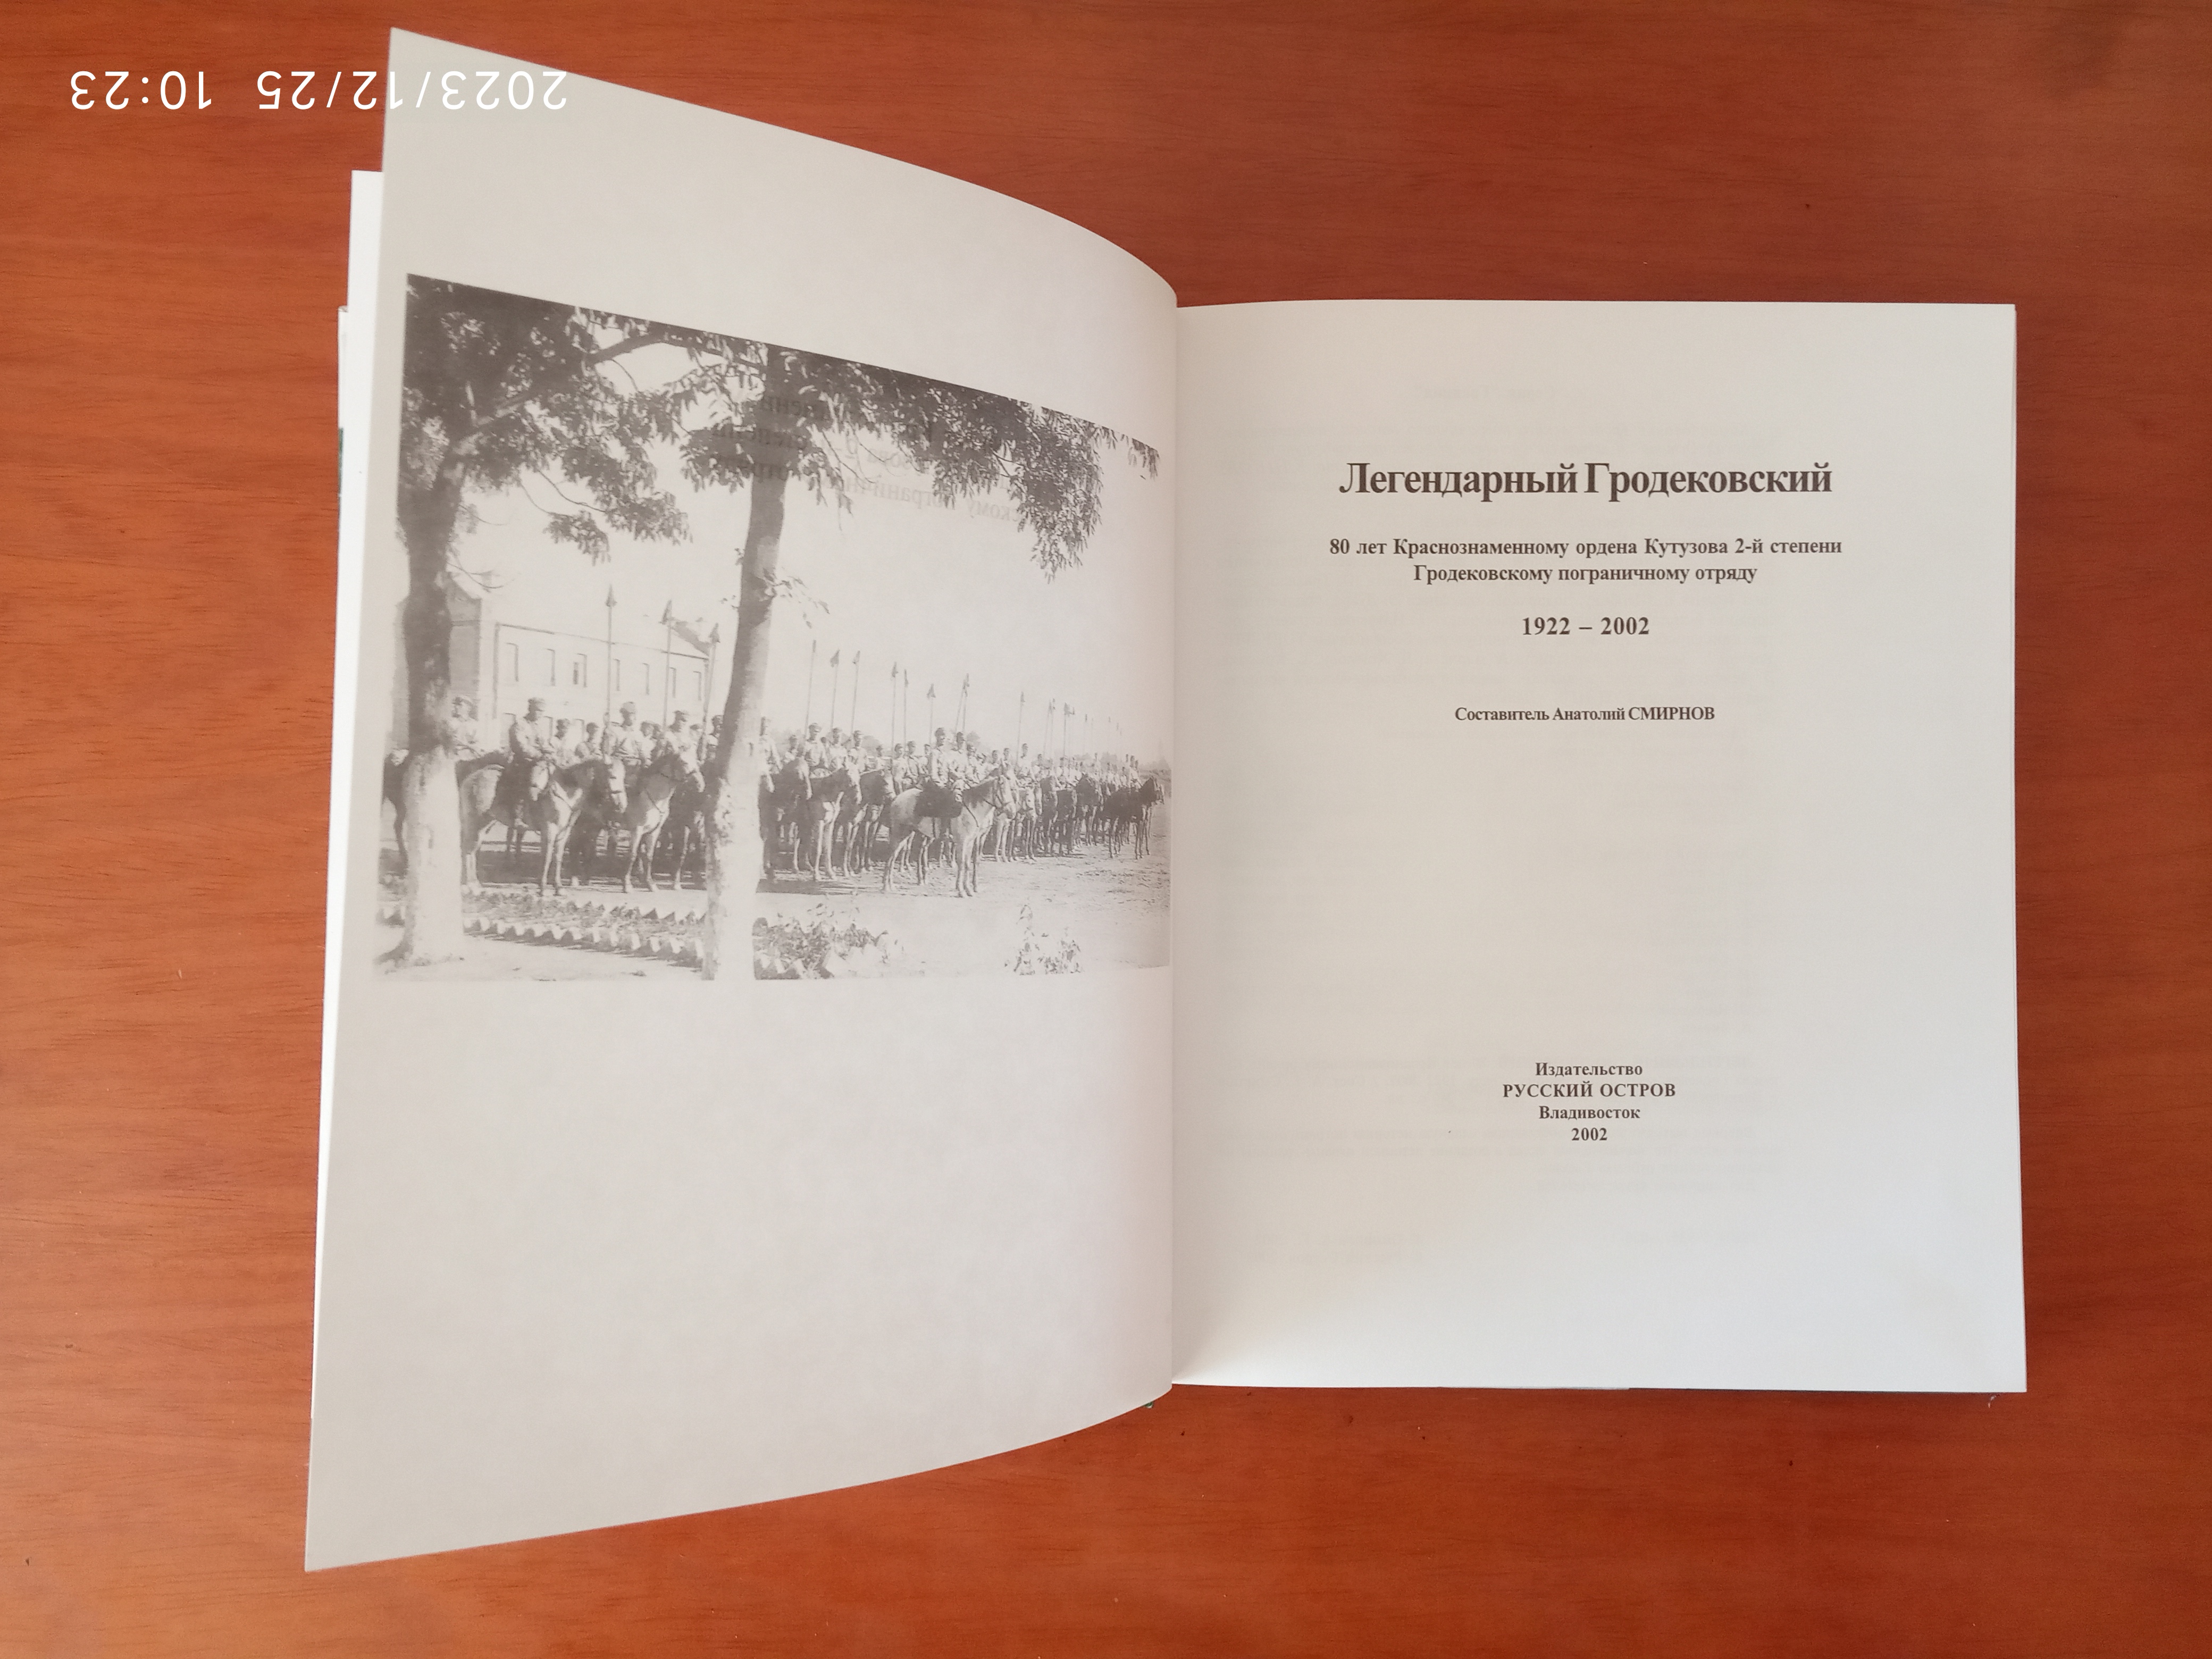 2023/12/25 10:23
Легендарный Гродековский
80 лет Краснознаменному ордена Кутузова 2-й степени
Гродековскому пограничному отряду
1922 – 2002
Составитель Анатолий СМИРНОВ
Издательство
РУССКИЙ ОСТРОВ
Владивосток
2002